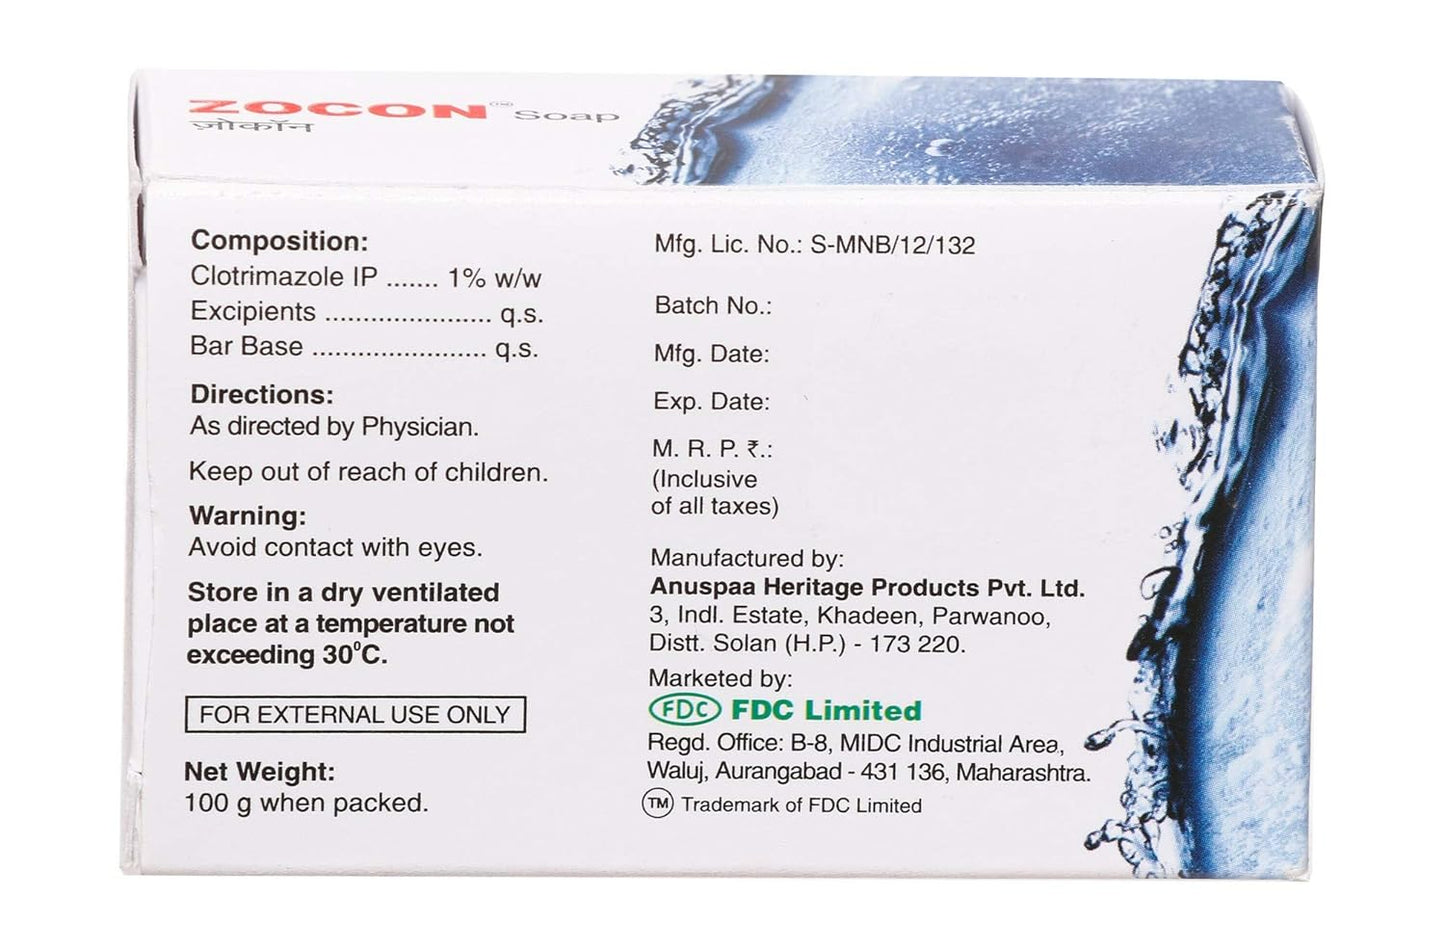 ZOCON™ Soap
ज़ोकॉन
Composition:
Clotrimazole IP ....... 1% w/w
Excipients ...................... q.s.
Bar Base ....................... q.s.
Directions:
As directed by Physician.
Keep out of reach of children.
Warning:
Avoid contact with eyes.
Store in a dry ventilated
place at a temperature not
exceeding 30⁰C.
FOR EXTERNAL USE ONLY
Net Weight:
100 g when packed.
Mfg. Lic. No.: S-MNB/12/132
Batch No.:
Mfg. Date:
Exp. Date:
M. R. P. ₹.:
(Inclusive
of all taxes)
Manufactured by:
Anuspaa Heritage Products Pvt. Ltd.
3, Indl. Estate, Khadeen, Parwanoo,
Distt. Solan (H.P.) - 173 220.
Marketed by:
FDC FDC Limited
Regd. Office: B-8, MIDC Industrial Area,
Waluj, Aurangabad - 431 136, Maharashtra.
TM Trademark of FDC Limited